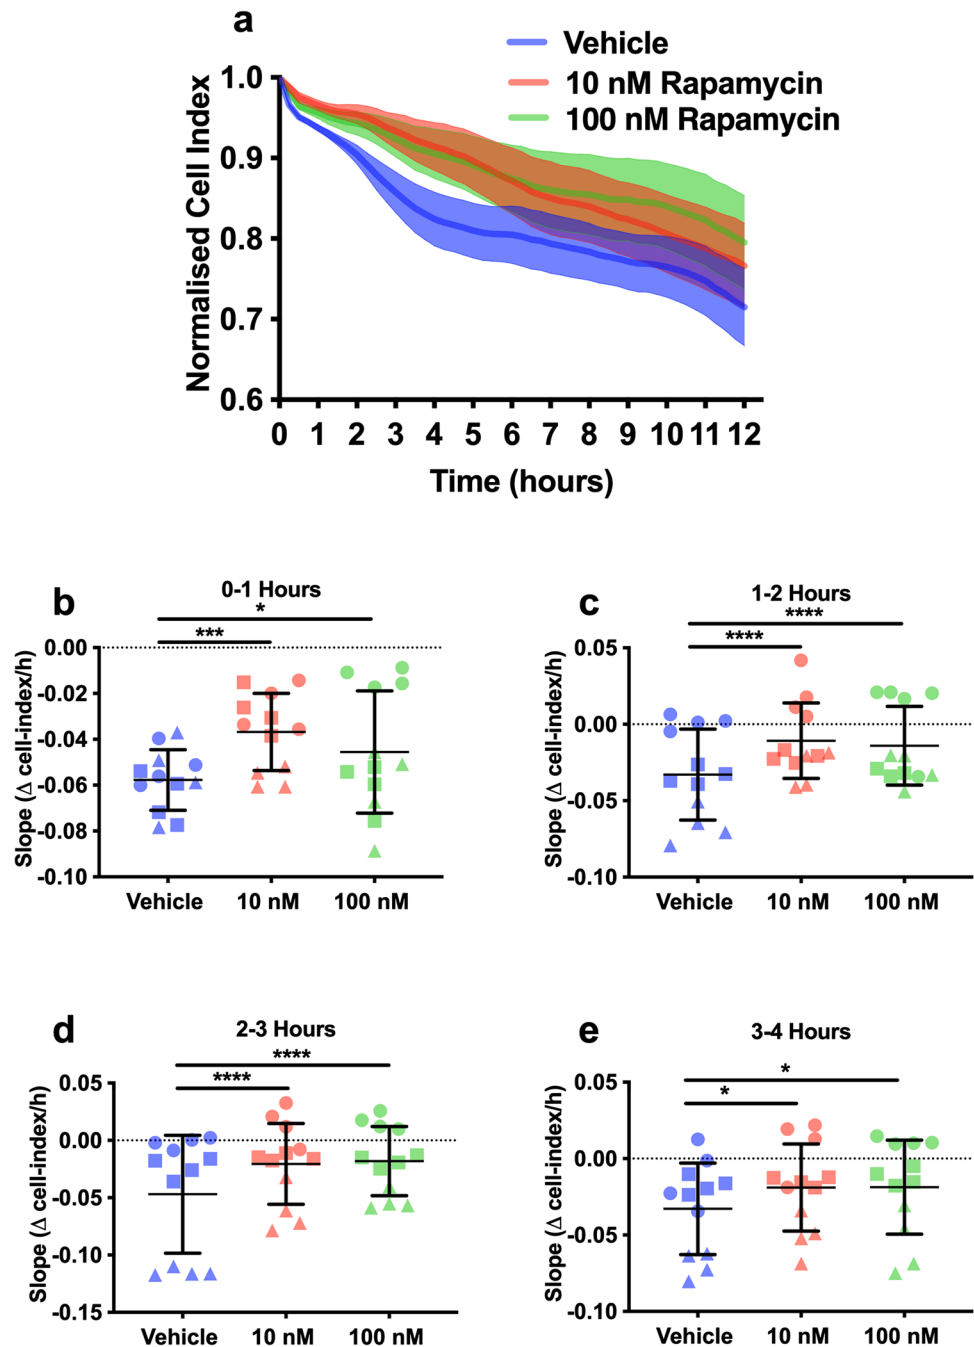 a
Vehicle
10 nM Rapamycin
100 nM Rapamycin
Normalised Cell Index
1.0
0.9
0.8
0.7
0.6
0 1 2 3 4 5 6 7 8 9 10 11 12
Time (hours)
b
0-1 Hours
*
***
Slope (Δ cell-index/h)
0.00
-0.02
-0.04
-0.06
-0.08
-0.10
Vehicle 10 nM 100 nM
c
1-2 Hours
****
****
Slope (Δ cell-index/h)
0.05
0.00
-0.05
-0.10
Vehicle 10 nM 100 nM
d
2-3 Hours
****
****
Slope (Δ cell-index/h)
0.05
0.00
-0.05
-0.10
-0.15
Vehicle 10 nM 100 nM
e
3-4 Hours
*
*
Slope (Δ cell-index/h)
0.05
0.00
-0.05
-0.10
Vehicle 10 nM 100 nM